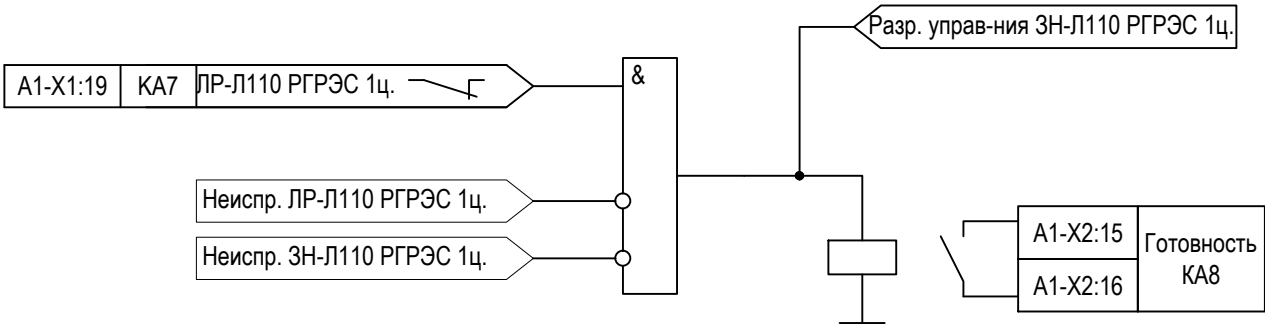 Разр. управ-ния ЗН-Л110 РГРЭС 1ц.
&
А1-Х1:19 КА7 ЛР-Л110 РГРЭС 1ц.
Неиспр. ЛР-Л110 РГРЭС 1ц.
Неиспр. ЗН-Л110 РГРЭС 1ц.
А1-Х2:15
Готовность
КА8
А1-Х2:16